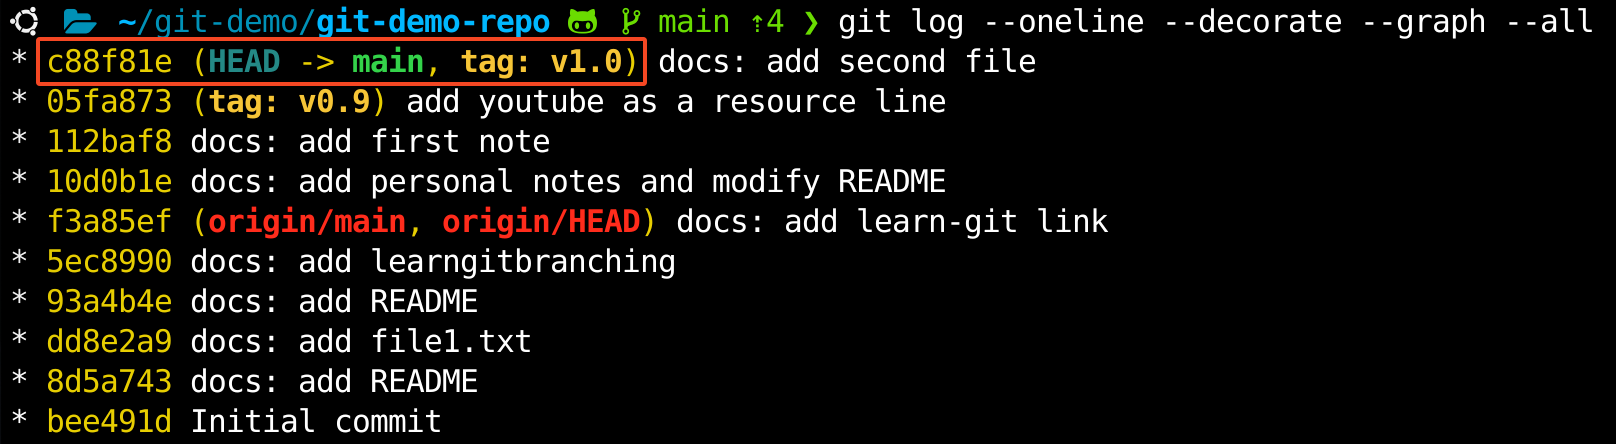 ~/git-demo/git-demo-repo main ⇡4 ❯ git log --oneline --decorate --graph --all
* c88f81e (HEAD -> main, tag: v1.0) docs: add second file
* 05fa873 (tag: v0.9) add youtube as a resource line
* 112baf8 docs: add first note
* 10d0b1e docs: add personal notes and modify README
* f3a85ef (origin/main, origin/HEAD) docs: add learn-git link
* 5ec8990 docs: add learngitbranching
* 93a4b4e docs: add README
* dd8e2a9 docs: add file1.txt
* 8d5a743 docs: add README
* bee491d Initial commit